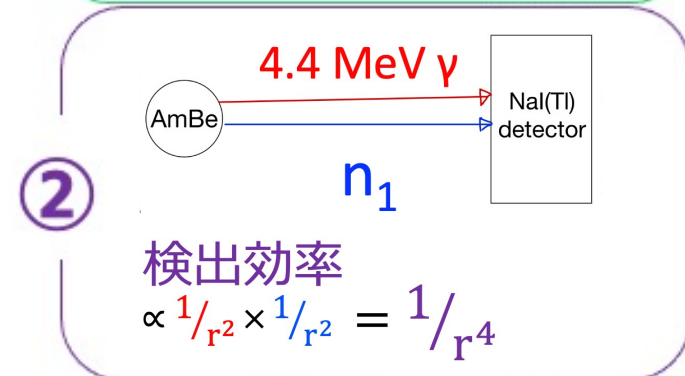 4.4 MeV γ
AmBe
NaI(Tl)
detector
n₁
②
検出効率
∝ 1/r² × 1/r² = 1/r⁴